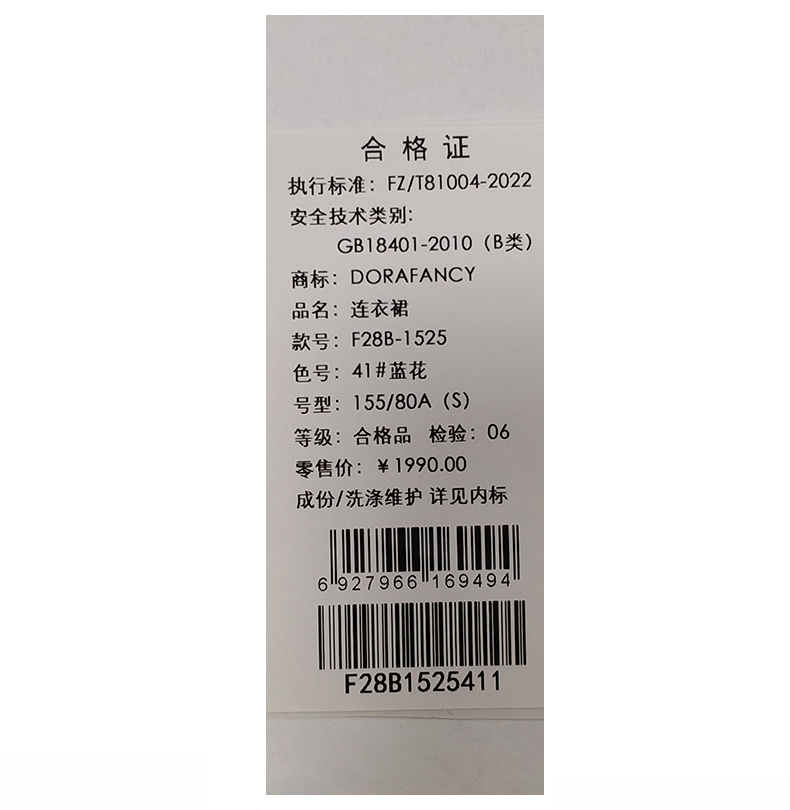 合格证
执行标准：FZ/T81004-2022
安全技术类别：
GB18401-2010（B类）
商标：DORAFANCY
品名：连衣裙
款号：F28B-1525
色号：41#蓝花
号型：155/80A（S）
等级：合格品 检验：06
零售价：￥1990.00
成份/洗涤维护 详见内标
6 927966 169494
F28B1525411